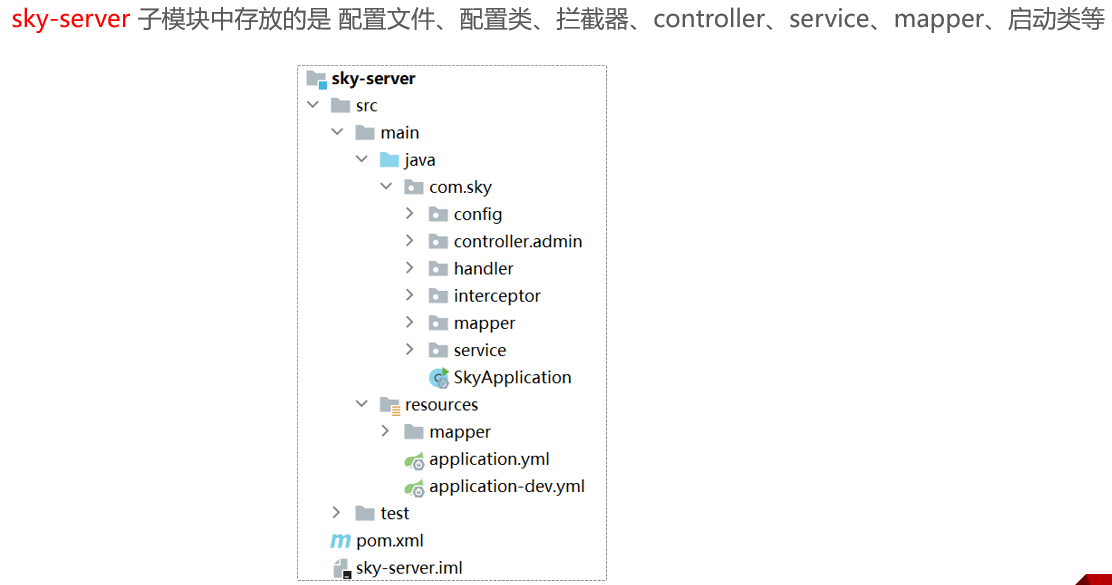 sky-server 子模块中存放的是 配置文件、配置类、拦截器、controller、service、mapper、启动类等
sky-server
src
main
java
com.sky
config
controller.admin
handler
interceptor
mapper
service
SkyApplication
resources
mapper
application.yml
application-dev.yml
test
pom.xml
sky-server.iml